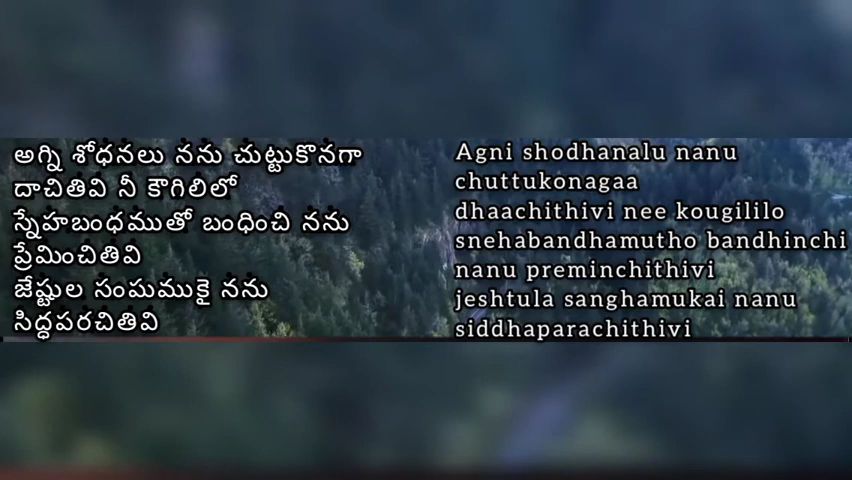 అగ్ని శోధనలు నను చుట్టుకొనగా
దాచితివి నీ కౌగిలిలో
స్నేహబంధముతో బంధించి నను
ప్రేమించితివి
జేష్టుల సంఘముకై నను
సిద్ధపరచితివి
Agni shodhanalu nanu
chuttukonagaa
dhaachithivi nee kougililo
snehabandhamutho bandhinchi
nanu preminchithivi
jeshtula sanghamukai nanu
siddhaparachithivi